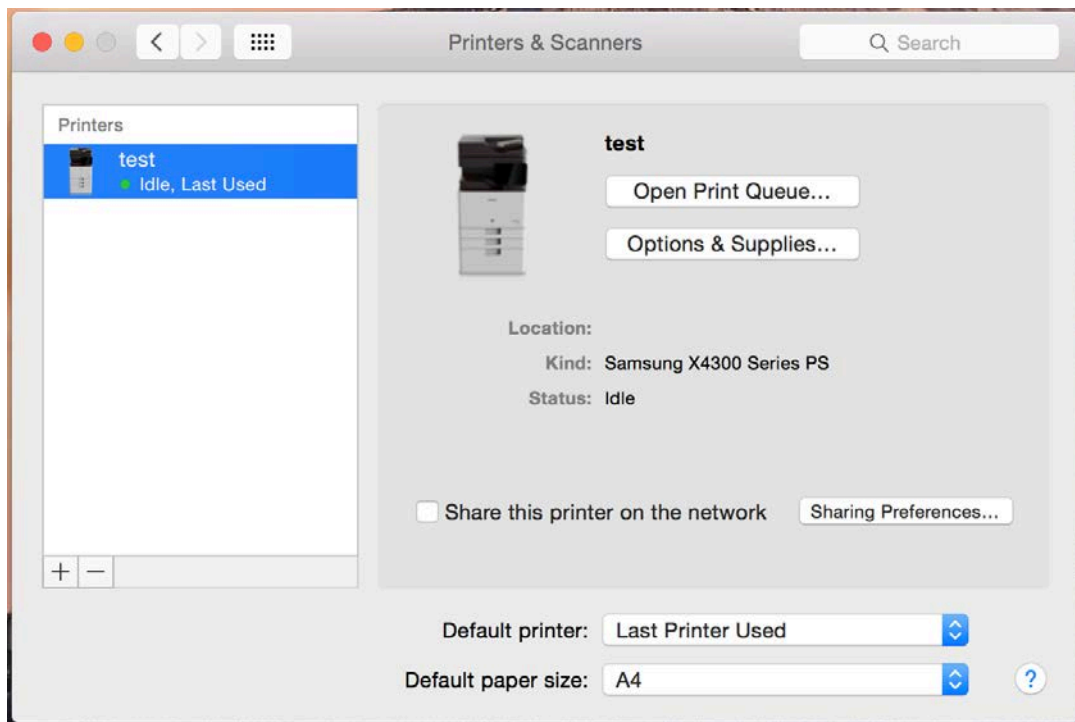 Printers & Scanners
Search
Printers
test
Idle, Last Used
test
Open Print Queue...
Options & Supplies...
Location:
Kind: Samsung X4300 Series PS
Status: Idle
Share this printer on the network
Sharing Preferences...
Default printer: Last Printer Used
Default paper size: A4
?